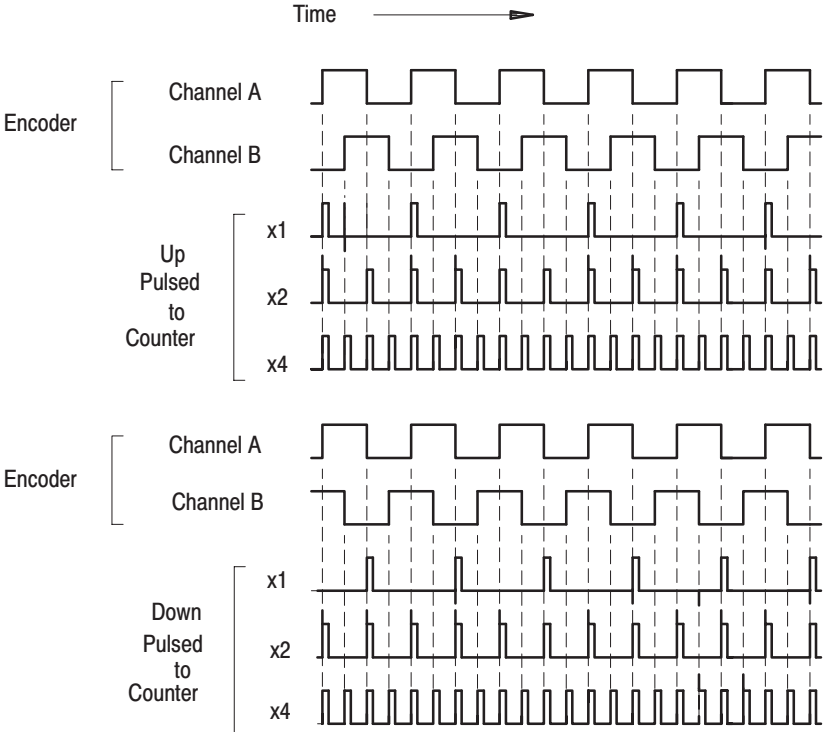 Time
Channel A
Encoder
Channel B
x1
Up
Pulsed
to
Counter
x2
x4
Channel A
Encoder
Channel B
x1
Down
Pulsed
to
Counter
x2
x4